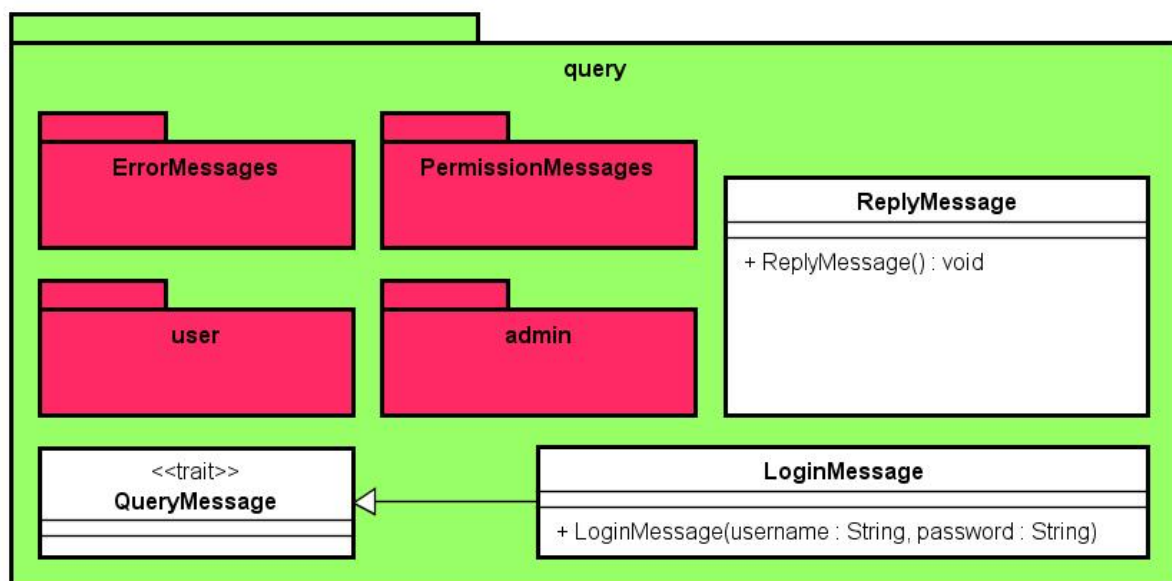 query
ErrorMessages
PermissionMessages
ReplyMessage
+ ReplyMessage() : void
user
admin
<<trait>>
QueryMessage
LoginMessage
+ LoginMessage(username : String, password : String)